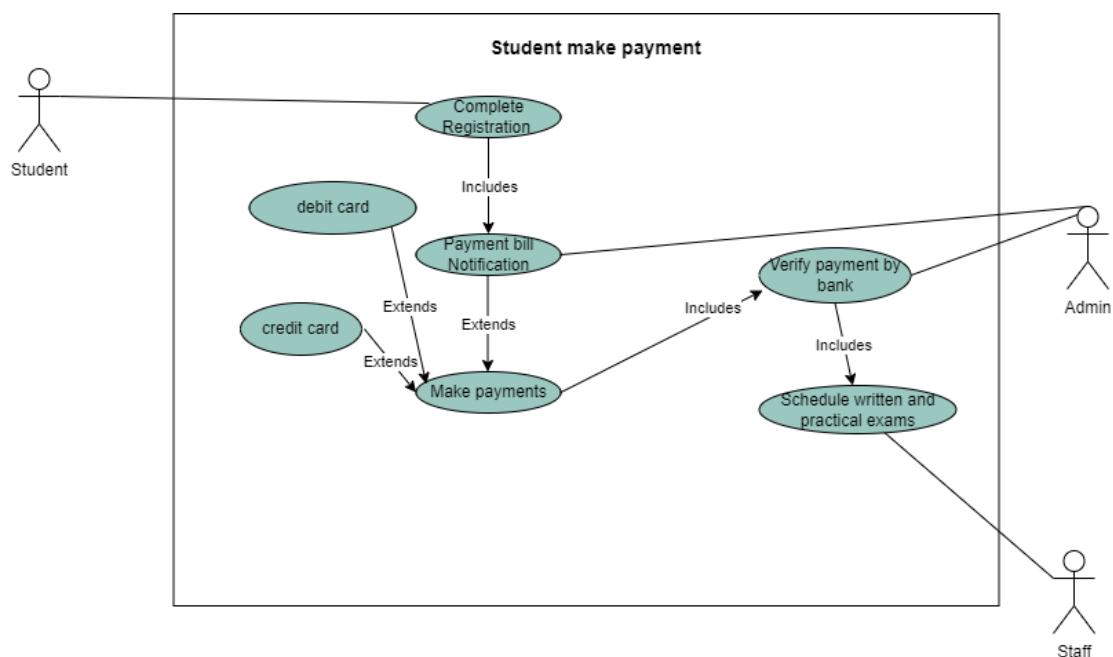 Student make payment
Complete
Registration
Student
Includes
debit card
Payment bill
Notification
Verify payment by
bank
Admin
Extends
Includes
Extends
credit card
Includes
Extends
Make payments
Schedule written and
practical exams
Staff